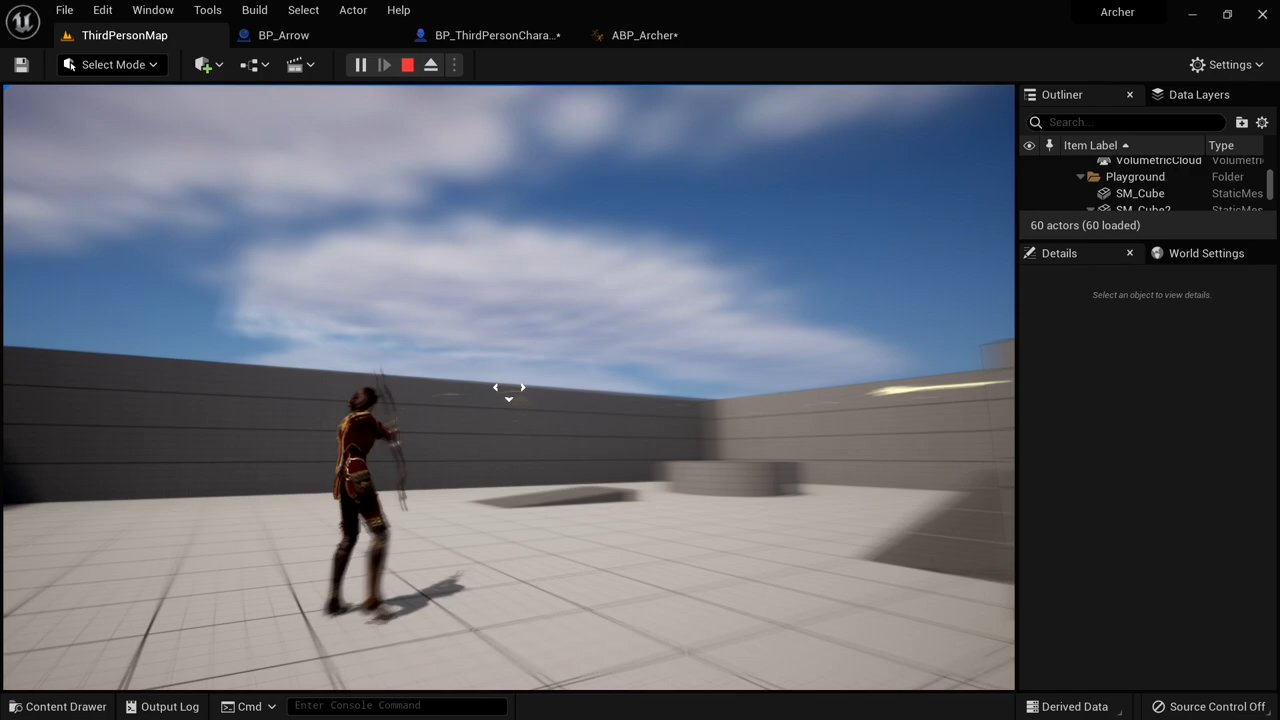 File Edit Window Tools Build Select Actor Help
Archer
ThirdPersonMap BP_Arrow BP_ThirdPersonChara...* ABP_Archer*
Select Mode Settings
Outliner Data Layers
Search...
Item Label Type
VolumetricCloud Volumetri
Playground Folder
SM_Cube StaticMes
SM_Cube2 StaticMes
60 actors (60 loaded)
Details World Settings
Select an object to view details.
Content Drawer Output Log Cmd Enter Console Command Derived Data Source Control Off